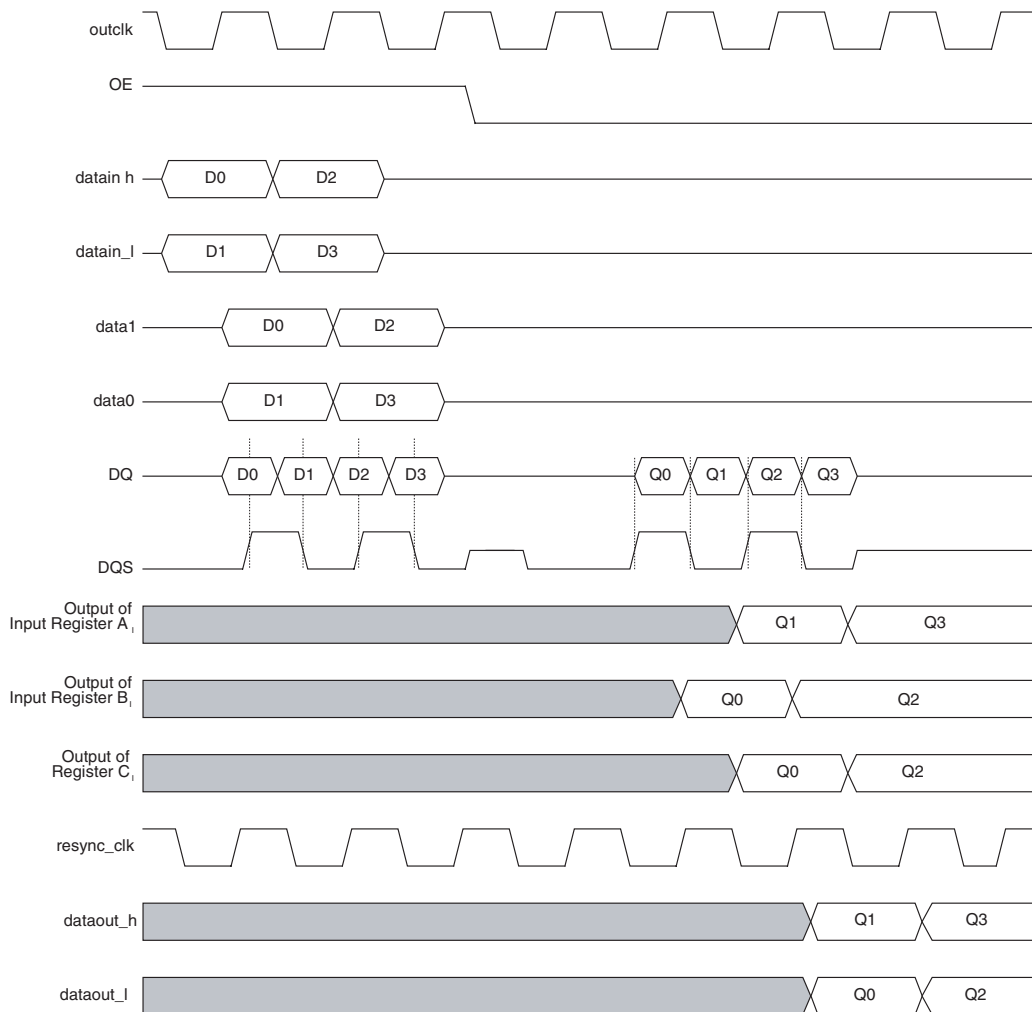 outclk
OE
datain h
D0 D2
datain_l
D1 D3
data1
D0 D2
data0
D1 D3
DQ
D0 D1 D2 D3 Q0 Q1 Q2 Q3
DQS
Output of
Input Register A I
Q1 Q3
Output of
Input Register B I
Q0 Q2
Output of
Register C I
Q0 Q2
resync_clk
dataout_h
Q1 Q3
dataout_l
Q0 Q2